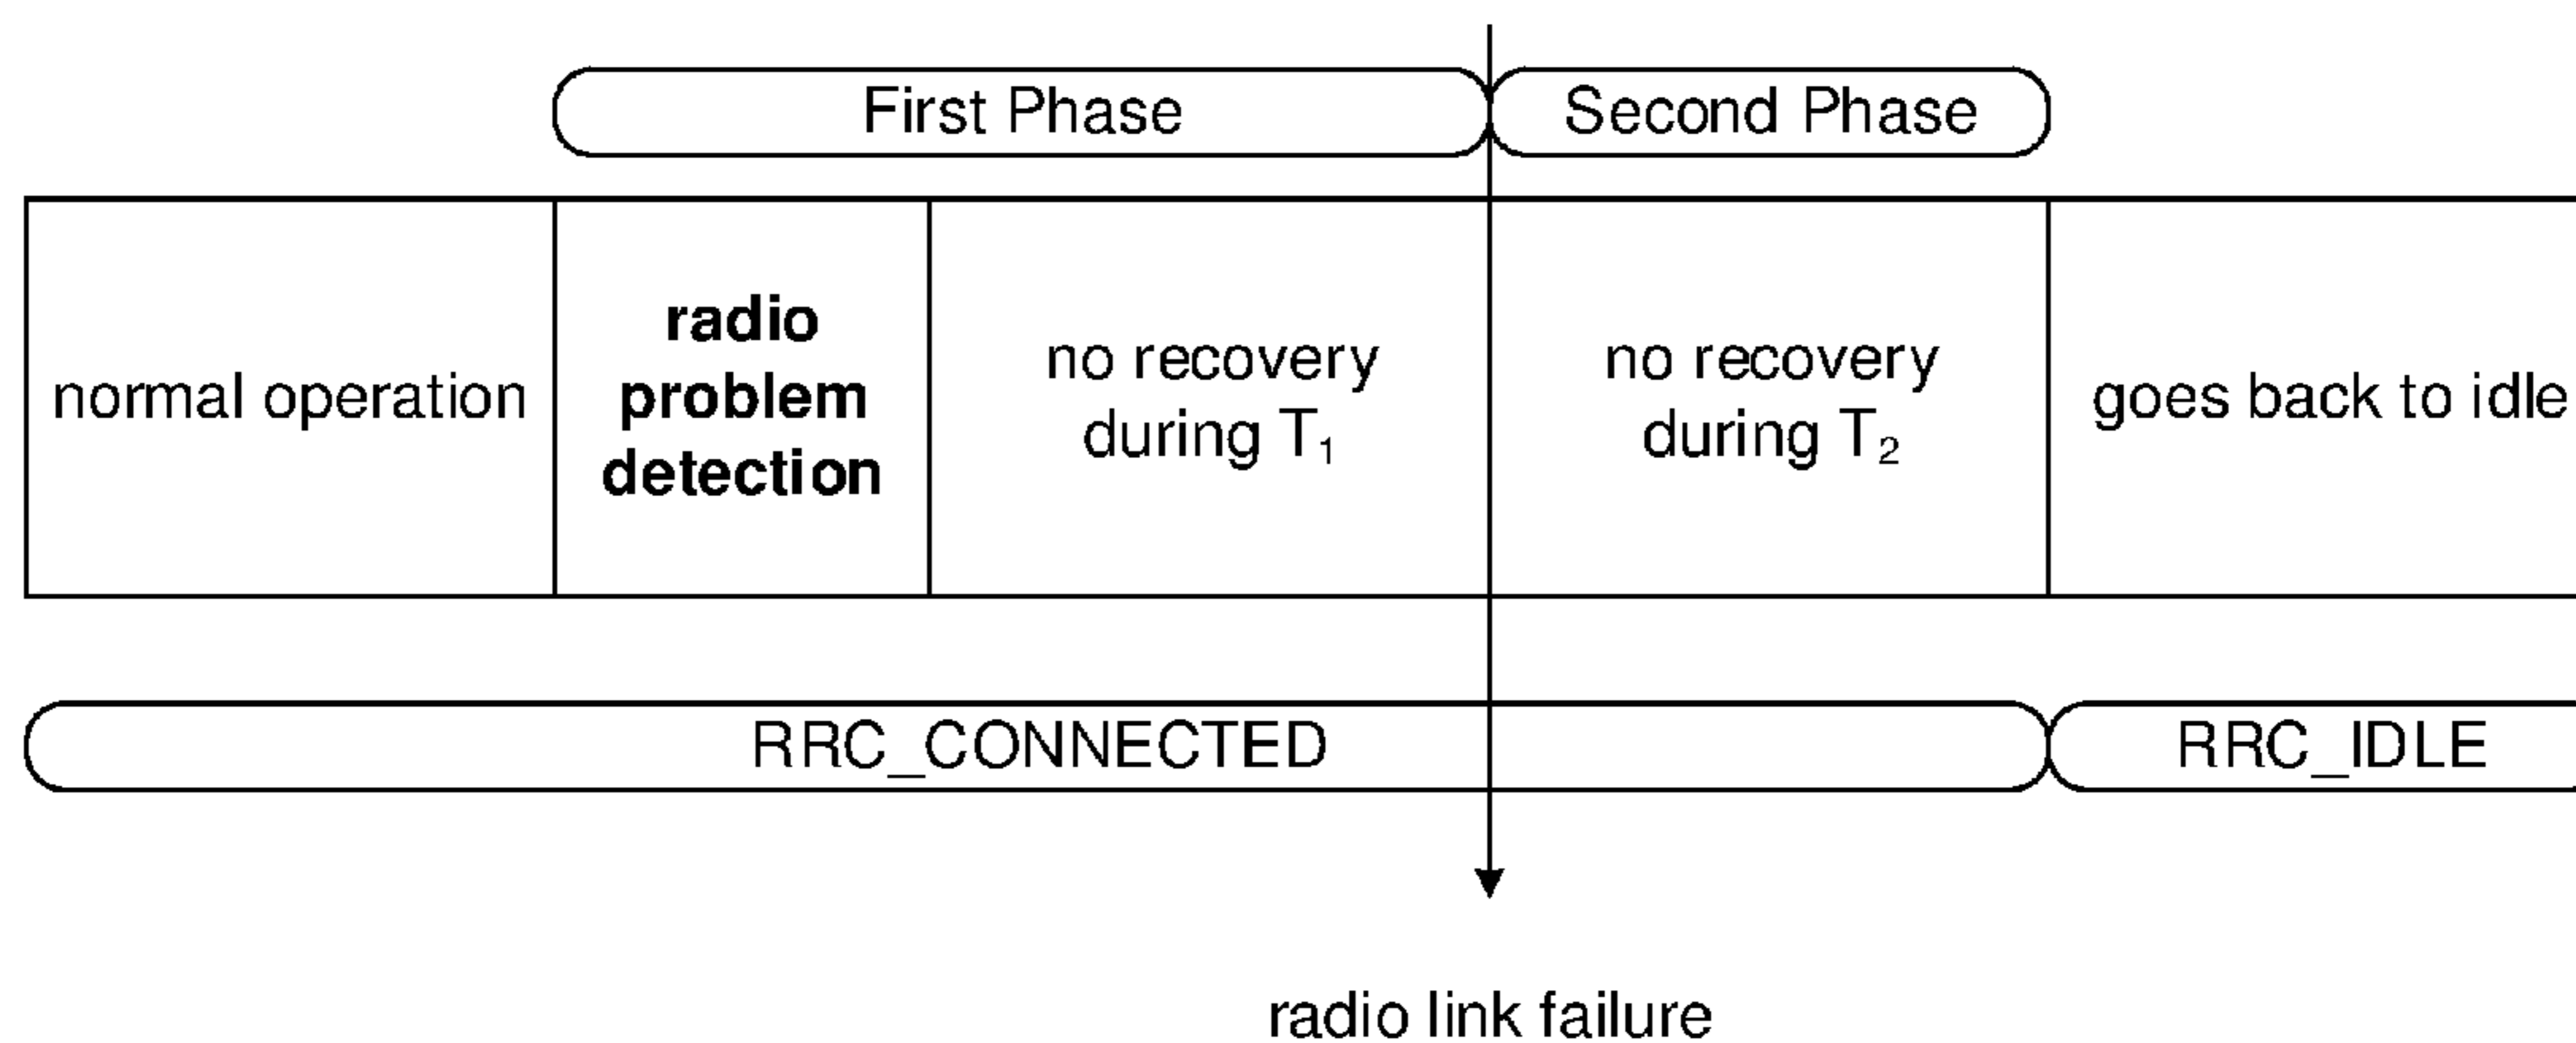 First Phase
Second Phase
normal operation
radio
problem
detection
no recovery
during T₁
no recovery
during T₂
goes back to idle
RRC_CONNECTED
RRC_IDLE
radio link failure